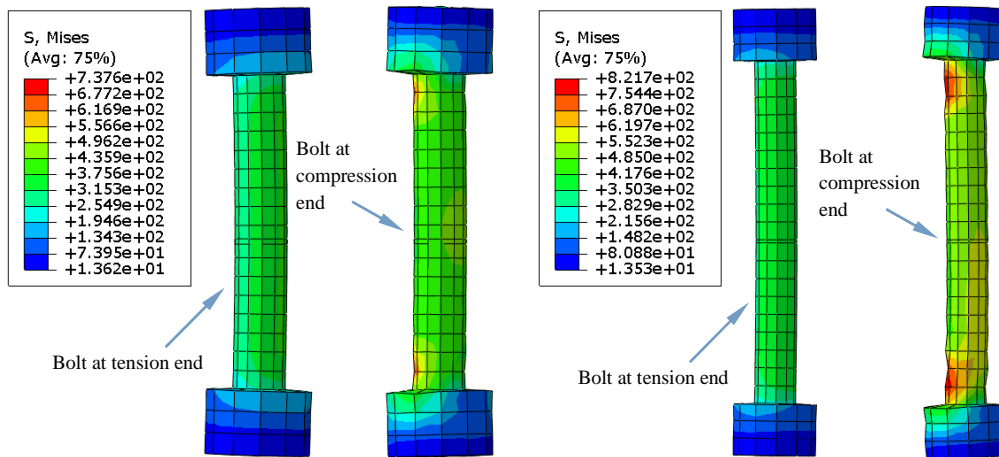 S, Mises
(Avg: 75%)
+7.376e+02
+6.772e+02
+6.169e+02
+5.566e+02
+4.962e+02
+4.359e+02
+3.756e+02
+3.153e+02
+2.549e+02
+1.946e+02
+1.343e+02
+7.395e+01
+1.362e+01
Bolt at
compression
end
Bolt at tension end
S, Mises
(Avg: 75%)
+8.217e+02
+7.544e+02
+6.870e+02
+6.197e+02
+5.523e+02
+4.850e+02
+4.176e+02
+3.503e+02
+2.829e+02
+2.156e+02
+1.482e+02
+8.088e+01
+1.353e+01
Bolt at
compression
end
Bolt at tension end